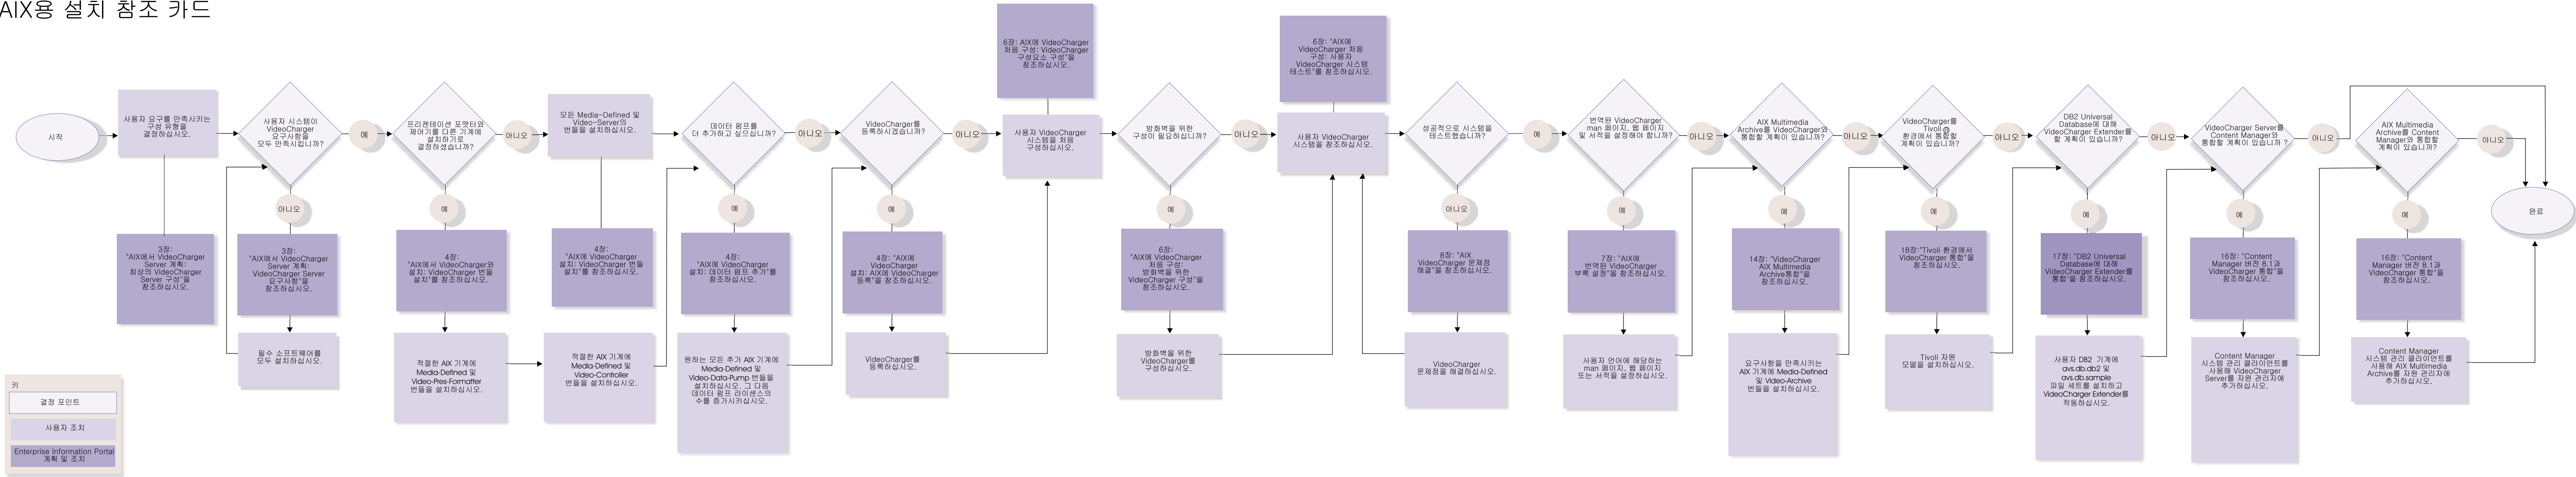 AIX용 설치 참조 카드
시작
사용자 요구를 만족시키는
구성 유형을
결정하십시오.
3장:
"AIX에서 VideoCharger
Server 계획:
최상의 VideoCharger
Server 구성"을
참조하십시오.
사용자 시스템이
VideoCharger
요구사항을
모두 만족시킵니까?
예
아니오
3장:
"AIX에서 VideoCharger
Server 계획:
VideoCharger Server
요구사항"을
참조하십시오.
필수 소프트웨어를
모두 설치하십시오.
프리젠테이션 포맷터와
제어기를 다른 기계에
설치하기로
결정하셨습니까?
아니오
예
4장:
"AIX에서 VideoCharger와
설치: VideoCharger 번들
설치"를 참조하십시오.
적절한 AIX 기계에
Media-Defined 및
Video-Pres-Formatter
번들을 설치하십시오.
모든 Media-Defined 및
Video-Server의
번들을 설치하십시오.
4장:
"AIX에 VideoCharger
설치: VideoCharger 번들
설치"를 참조하십시오.
적절한 AIX 기계에
Media-Defined 및
Video-Controller
번들을 설치하십시오.
데이터 펌프를
더 추가하고 싶으십니까?
아니오
예
4장:
"AIX에 VideoCharger
설치: 데이터 펌프 추가"를
참조하십시오.
원하는 모든 추가 AIX 기계에
Media-Defined 및
Video-Data-Pump 번들을
설치하십시오. 그 다음
데이터 펌프 라이센스의
수를 증가시키십시오.
VideoCharger를
등록하시겠습니까?
아니오
예
4장: "AIX에
VideoCharger
설치: AIX에 VideoCharger
등록"을 참조하십시오.
VideoCharger를
등록하십시오.
6장: AIX에 VideoCharger
처음 구성: VideoCharger
구성요소 구성"을
참조하십시오.
사용자 VideoCharger
시스템을 처음
구성하십시오.
방화벽을 위한
구성이 필요하십니까?
아니오
예
6장:
"AIX에 VideoCharger
처음 구성:
방화벽을 위한
VideoCharger 구성"을
참조하십시오.
방화벽을 위한
VideoCharger를
구성하십시오.
6장: "AIX에
VideoCharger 처음
구성: 사용자
VideoCharger 시스템
테스트"를 참조하십시오.
사용자 VideoCharger
시스템을 참조하십시오.
성공적으로 시스템을
테스트했습니까?
예
아니오
8장: "AIX
VideoCharger 문제점
해결"을 참조하십시오.
VideoCharger
문제점을 해결하십시오.
번역된 VideoCharger
man 페이지, 웹 페이지
및 서적을 설정해야 합니까?
아니오
예
7장: "AIX에
번역된 VideoCharger
부록 설정"을 참조하십시오.
사용자 언어에 해당하는
man 페이지, 웹 페이지
또는 서적을 설정하십시오.
AIX Multimedia
Archive를 VideoCharger와
통합할 계획이 있습니까?
아니오
예
14장: "VideoCharger
AIX Multimedia
Archive통합"을
참조하십시오.
요구사항을 만족시키는
AIX 기계에 Media-Defined
및 Video-Archive
번들을 설치하십시오.
VideoCharger를
Tivoli @
환경에서 통합할
계획이 있습니까?
아니오
예
18장:"Tivoli 환경에서
VideoCharger 통합"을
참조하십시오.
Tivoli 자원
모델을 설치하십시오.
DB2 Universal
Database에 대해
VideoCharger Extender를
할 계획이 있습니까?
아니오
예
17장: "DB2 Universal
Database에 대해
VideoCharger Extender를
통합"을 참조하십시오.
사용자 DB2 기계에
avs.db.db2 및
avs.db.sample
파일 세트를 설치하고
VideoCharger Extender를
작동하십시오.
VideoCharger Server를
Content Manager와
통합할 계획이 있습니까 ?
아니오
예
16장: "Content
Manager 버전 8.1과
VideoCharger 통합"을
참조하십시오.
Content Manager
시스템 관리 클라이언트를
사용해 VideoCharger
Server를 자원 관리자에
추가하십시오.
AIX Multimedia
Archive를 Content
Manager와 통합할
계획이 있습니까?
아니오
예
16장: "Content
Manager 버전 8.1과
VideoCharger 통합"을
참조하십시오.
Content Manager
시스템 관리 클라이언트를
사용해 AIX Multimedia
Archive를 자원 관리자에
추가하십시오.
완료
키
결정 포인트
사용자 조치
Enterprise Information Portal
계획 및 조치